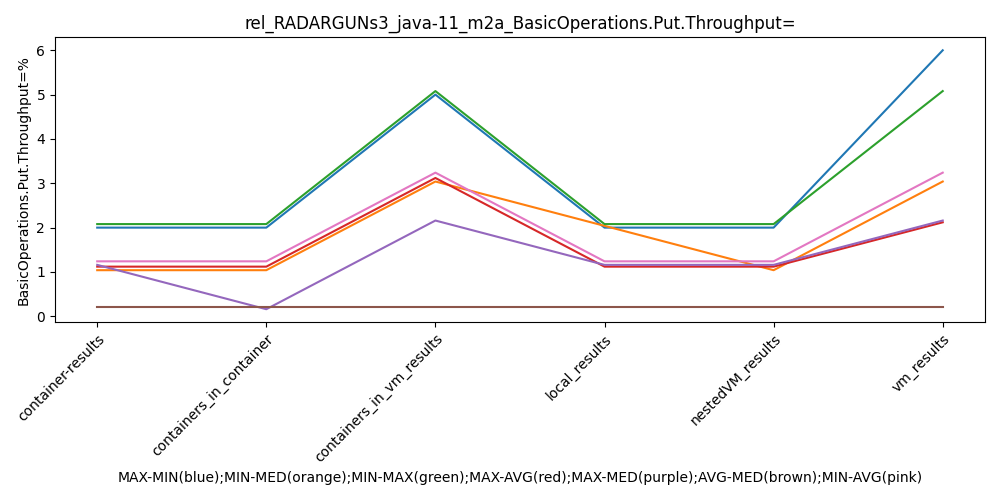 rel_RADARGUNs3_java-11_m2a_BasicOperations.Put.Throughput=
BasicOperations.Put.Throughput=%
6
5
4
3
2
1
0
container-results
containers_in_container
containers_in_vm_results
local_results
nestedVM_results
vm_results
MAX-MIN(blue);MIN-MED(orange);MIN-MAX(green);MAX-AVG(red);MAX-MED(purple);AVG-MED(brown);MIN-AVG(pink)